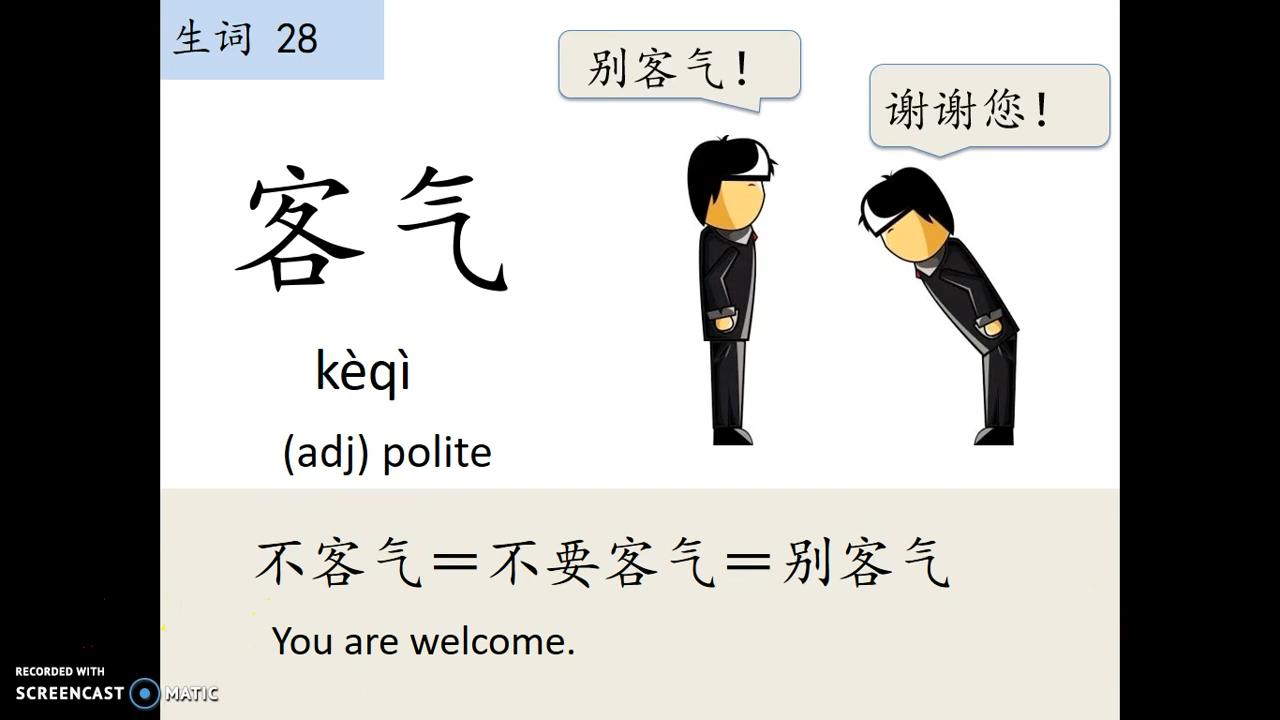 生词 28
别客气！
谢谢您！
客气
kèqì
(adj) polite
不客气＝不要客气＝别客气
You are welcome.
RECORDED WITH
SCREENCAST MATIC